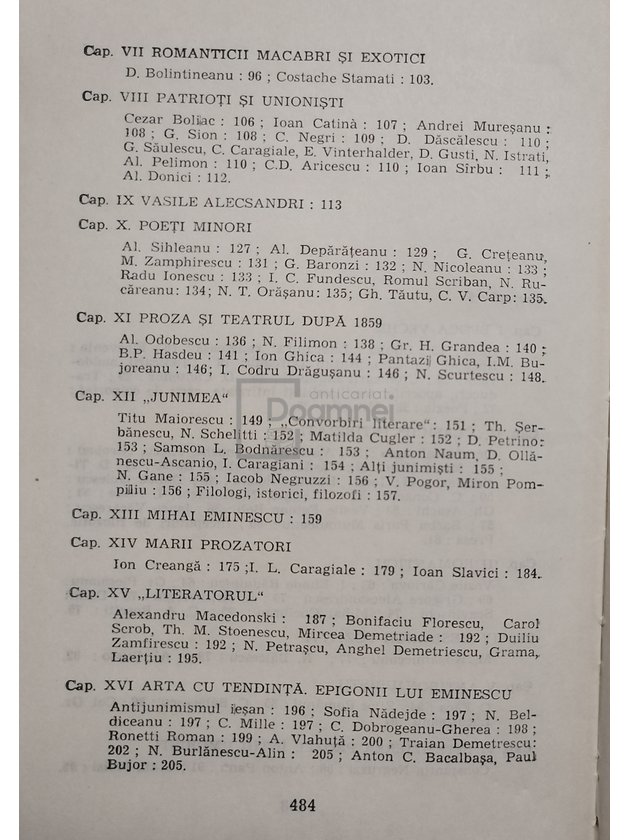 Cap. VII ROMANTICII MACABRI ȘI EXOTICI
D. Bolintineanu : 96 ; Costache Stamati : 103.
Cap. VIII PATRIOȚI ȘI UNIONIȘTI
Cezar Boliac : 106 ; Ioan Catină : 107 ; Andrei Mureșanu :
108 ; G. Sion : 108 ; C. Negri : 109 ; D. Dăscălescu : 110 ;
G. Săulescu, C. Caragiale, E. Vinterhalder, D. Gusti, N. Istrati,
Al. Pelimon : 110 ; C.D. Aricescu : 110 ; Ioan Sîrbu : 111 ;
Al. Donici : 112.
Cap. IX VASILE ALECSANDRI : 113
Cap. X. POEȚI MINORI
Al. Sihleanu : 127 ; Al. Depărățeanu : 129 ; G. Crețeanu,
M. Zamphirescu : 131 ; G. Baronzi : 132 ; N. Nicoleanu : 133 ;
Radu Ionescu : 133 ; I. C. Fundescu, Romul Scriban, N. Ru-
căreanu: 134; N. T. Orășanu: 135; Gh. Tăutu, C. V. Carp: 135.
Cap. XI PROZA ȘI TEATRUL DUPĂ 1859
Al. Odobescu : 136 ; N. Filimon : 138 ; Gr. H. Grandea : 140 ;
B.P. Hasdeu : 141 ; Ion Ghica : 144 ; Pantazi Ghica, I.M. Bu-
joreanu : 146; I. Codru Drăgușanu : 146 ; N. Scurtescu : 148.
Cap. XII „JUNIMEA“
Titu Maiorescu : 149 ; „Convorbiri literare“ : 151 ; Th. Șer-
bănescu, N. Schelitti : 152 ; Matilda Cugler : 152 ; D. Petrino:
153 ; Samson L. Bodnărescu : 153 ; Anton Naum, D. Ollă-
nescu-Ascanio, I. Caragiani : 154 ; Alți junimiști : 155 ;
N. Gane : 155 ; Iacob Negruzzi : 156 ; V. Pogor, Miron Pom-
piliu : 156 ; Filologi, istorici, filozofi : 157.
Cap. XIII MIHAI EMINESCU : 159
Cap. XIV MARII PROZATORI
Ion Creangă : 175 ;I. L. Caragiale : 179 ; Ioan Slavici : 184.
Cap. XV „LITERATORUL“
Alexandru Macedonski : 187 ; Bonifaciu Florescu, Carol
Scrob, Th. M. Stoenescu, Mircea Demetriade : 192 ; Duiliu
Zamfirescu : 192 ; N. Petrașcu, Anghel Demetriescu, Grama,
Laerțiu : 195.
Cap. XVI ARTA CU TENDINȚĂ. EPIGONII LUI EMINESCU
Antijunimismul ieșan : 196 ; Sofia Nădejde : 197 ; N. Bel-
diceanu : 197 ; C. Mille : 197 ; C. Dobrogeanu-Gherea : 198 ;
Ronetti Roman : 199 ; A. Vlahuță : 200 ; Traian Demetrescu:
202 ; N. Burlănescu-Alin : 205 ; Anton C. Bacalbașa, Paul
Bujor : 205.
484
anticariat
Doamnei